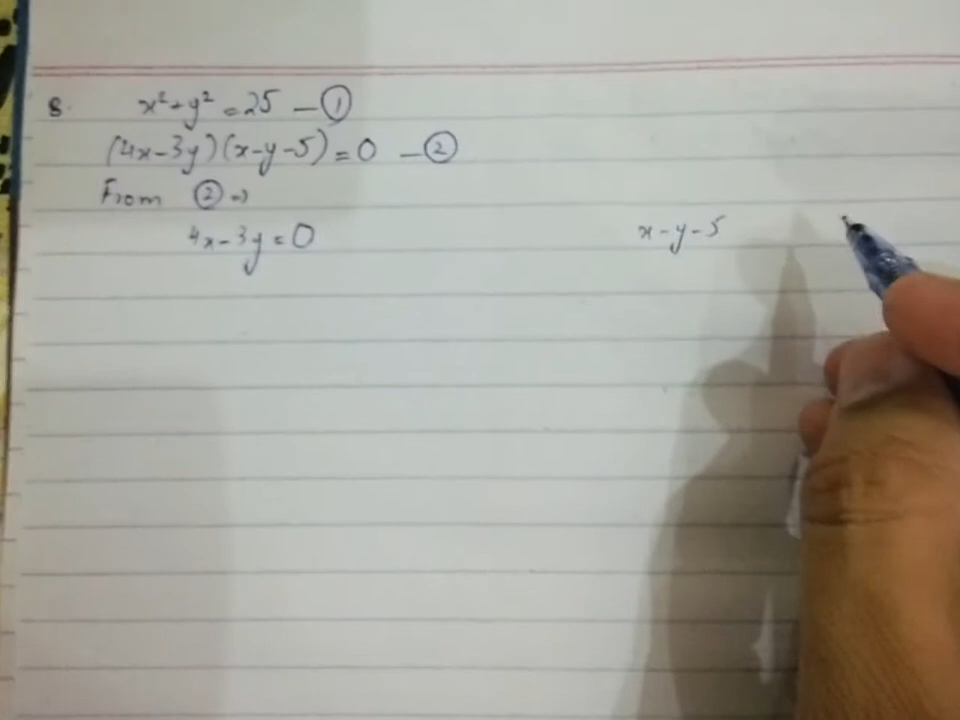 8. x² + y² = 25 — ①
(4x-3y)(x-y-5) = 0 — ②
From ② ⇒
4x-3y = 0 x-y-5